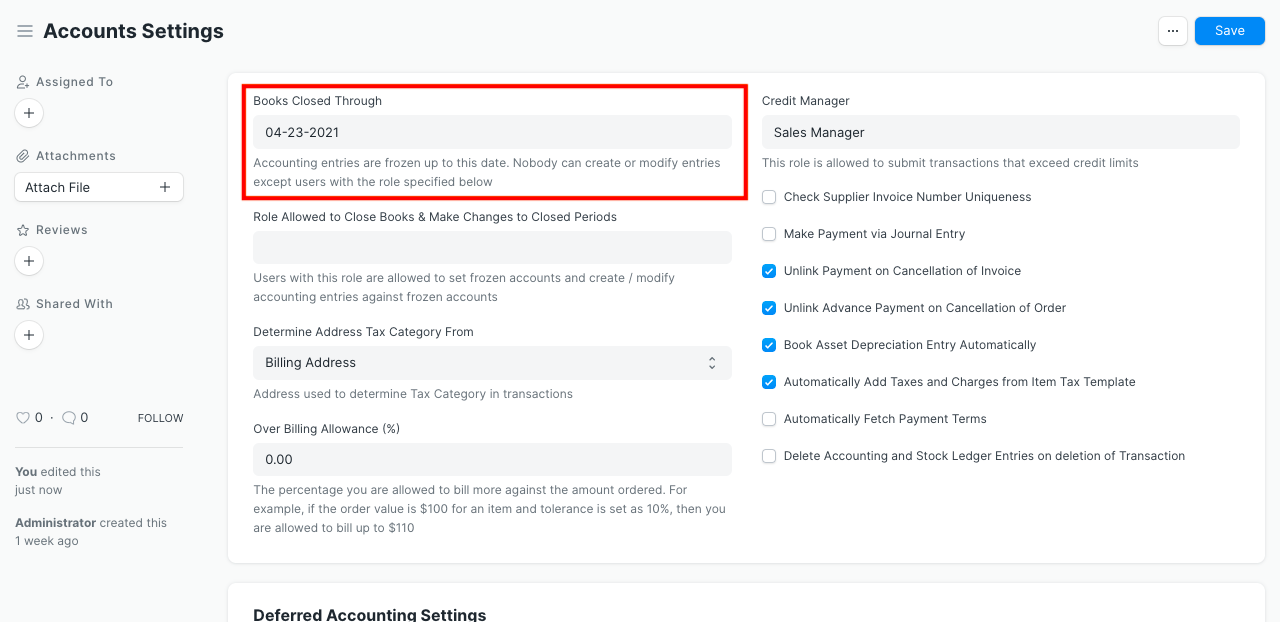 Accounts Settings
...
Save
Assigned To
Attachments
Attach File
Reviews
Shared With
0 · 0 FOLLOW
You edited this
just now
Administrator created this
1 week ago
Books Closed Through
04-23-2021
Accounting entries are frozen up to this date. Nobody can create or modify entries
except users with the role specified below
Role Allowed to Close Books & Make Changes to Closed Periods
Users with this role are allowed to set frozen accounts and create / modify
accounting entries against frozen accounts
Determine Address Tax Category From
Billing Address
Address used to determine Tax Category in transactions
Over Billing Allowance (%)
0.00
The percentage you are allowed to bill more against the amount ordered. For
example, if the order value is $100 for an item and tolerance is set as 10%, then you
are allowed to bill up to $110
Credit Manager
Sales Manager
This role is allowed to submit transactions that exceed credit limits
Check Supplier Invoice Number Uniqueness
Make Payment via Journal Entry
Unlink Payment on Cancellation of Invoice
Unlink Advance Payment on Cancellation of Order
Book Asset Depreciation Entry Automatically
Automatically Add Taxes and Charges from Item Tax Template
Automatically Fetch Payment Terms
Delete Accounting and Stock Ledger Entries on deletion of Transaction
Deferred Accounting Settings